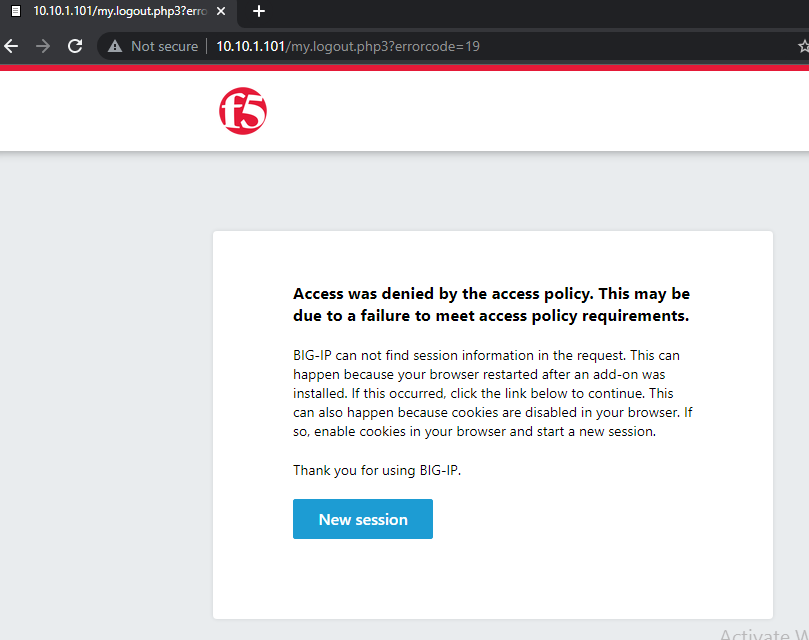 10.10.1.101/my.logout.php3?erro
Not secure 10.10.1.101/my.logout.php3?errorcode=19
f5
Access was denied by the access policy. This may be
due to a failure to meet access policy requirements.
BIG-IP can not find session information in the request. This can
happen because your browser restarted after an add-on was
installed. If this occurred, click the link below to continue. This
can also happen because cookies are disabled in your browser. If
so, enable cookies in your browser and start a new session.
Thank you for using BIG-IP.
New session
Activate W